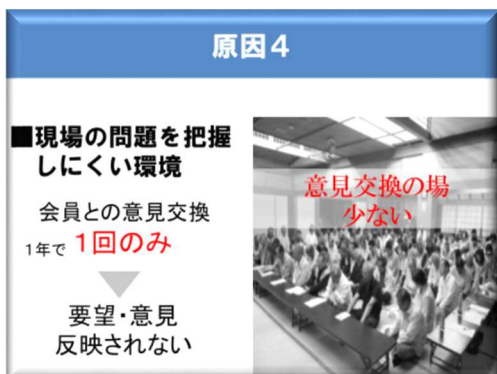 原因４
■現場の問題を把握
しにくい環境
会員との意見交換
1年で １回のみ
要望・意見
反映されない
意見交換の場
少ない